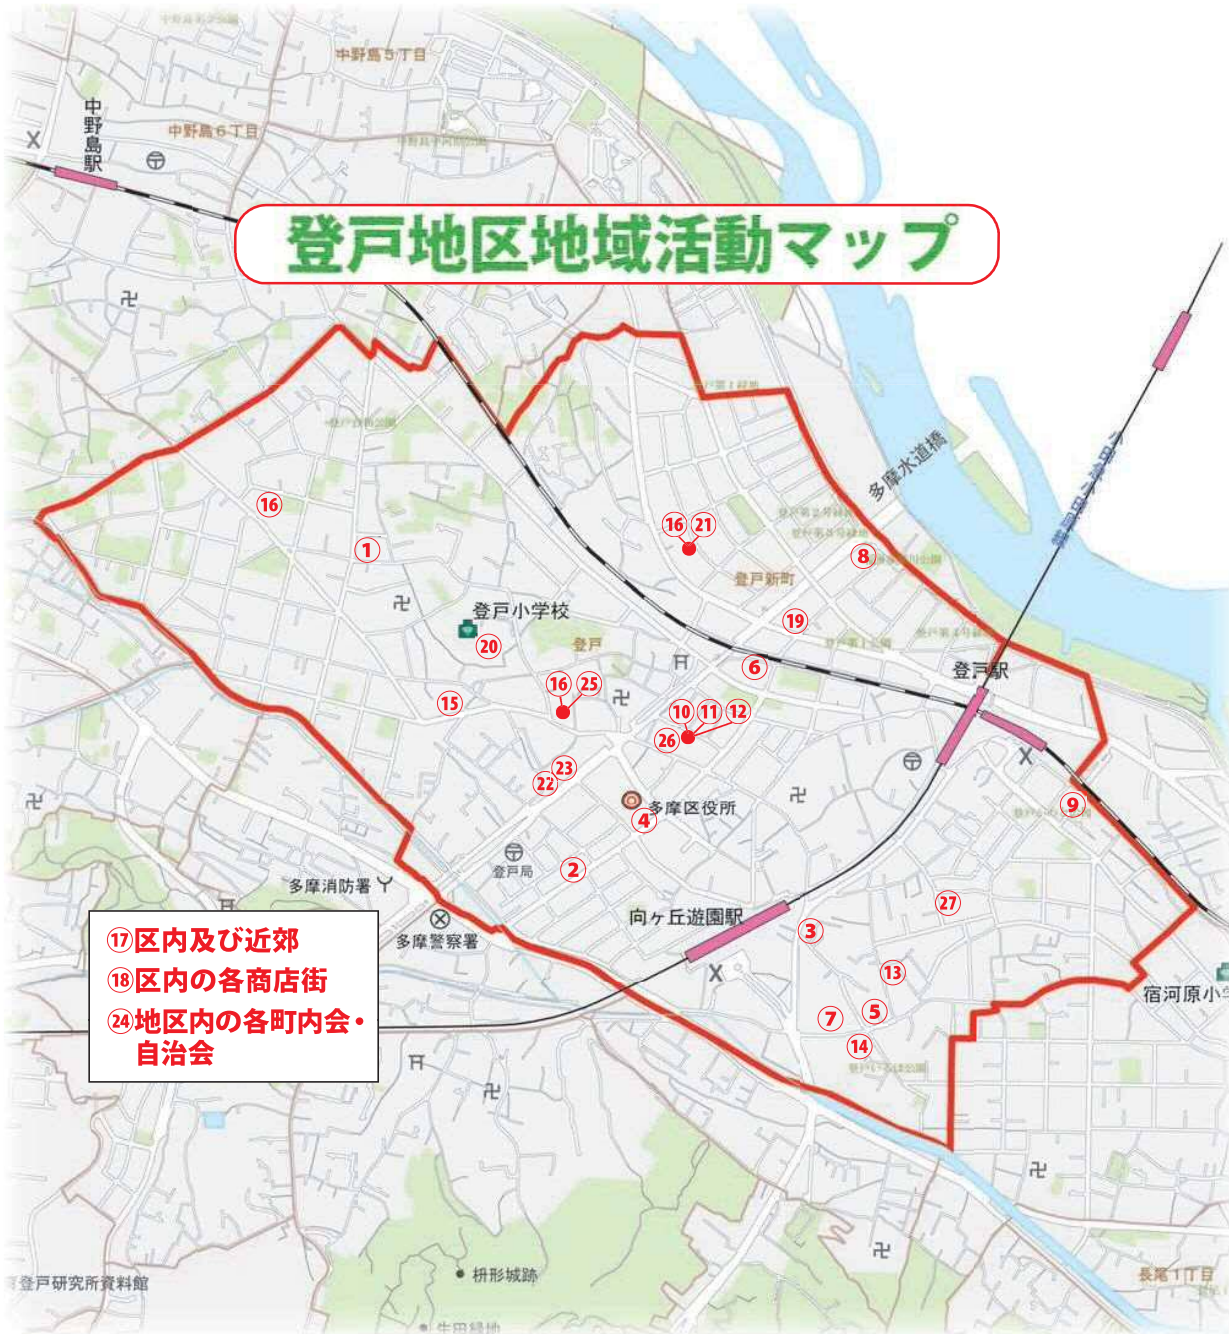 中野島5丁目
中野島6丁目
中野島駅
登戸地区地域活動マップ
多摩水道橋
⑯
①
⑯ ㉑
⑧
登戸新町
登戸小学校
⑲
⑳
登戸
⑥
登戸駅
⑯ ㉕
⑮
⑩ ⑪ ⑫
㉖
㉓
㉒
多摩区役所
④
⑨
登戸局
②
多摩消防署
向ヶ丘遊園駅
㉗
③
多摩警察署
⑰区内及び近郊
⑱区内の各商店街
㉔地区内の各町内会・
自治会
⑬
宿河原小学
⑦
⑤
⑭
登戸研究所資料館
枡形城跡
長尾1丁目
生田緑地